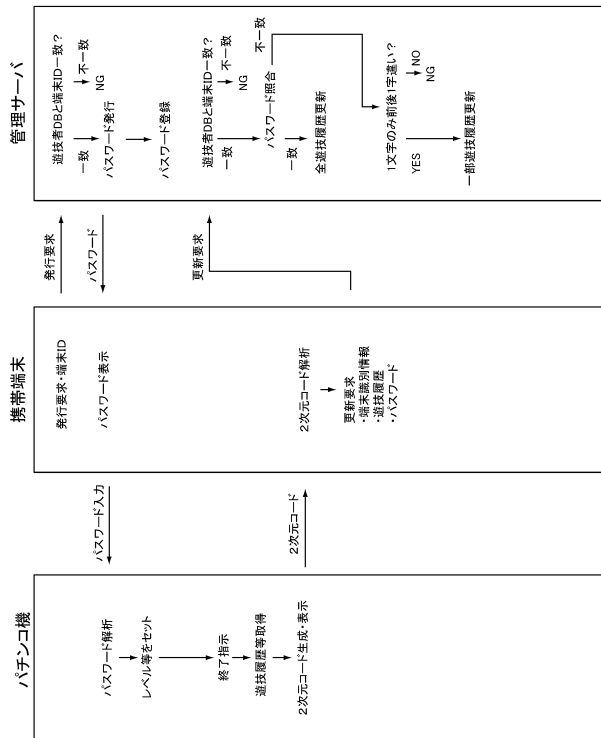 パチンコ機
パスワード解析
レベル等をセット
終了指示
遊技履歴等取得
2次元コード生成・表示
パスワード入力
2次元コード
携帯端末
発行要求・端末ID
パスワード表示
2次元コード解析
更新要求
・端末識別情報
・遊技履歴
・パスワード
発行要求
パスワード
更新要求
管理サーバ
遊技者DBと端末ID一致？
一致
不一致
NG
パスワード発行
パスワード登録
遊技者DBと端末ID一致？
一致
不一致
NG
パスワード照合
不一致
一致
全遊技履歴更新
1文字のみ前後1字違い？
YES
NO
NG
一部遊技履歴更新